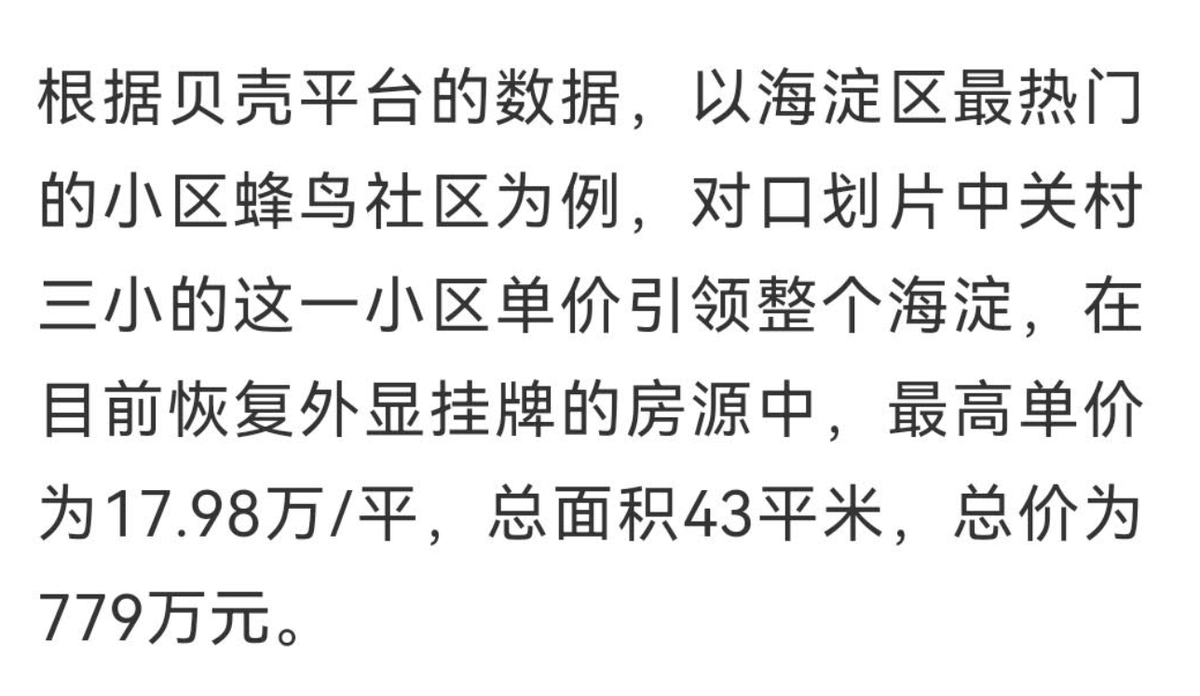 根据贝壳平台的数据，以海淀区最热门
的小区蜂鸟社区为例，对口划片中关村
三小的这一小区单价引领整个海淀，在
目前恢复外显挂牌的房源中，最高单价
为17.98万/平，总面积43平米，总价为
779万元。